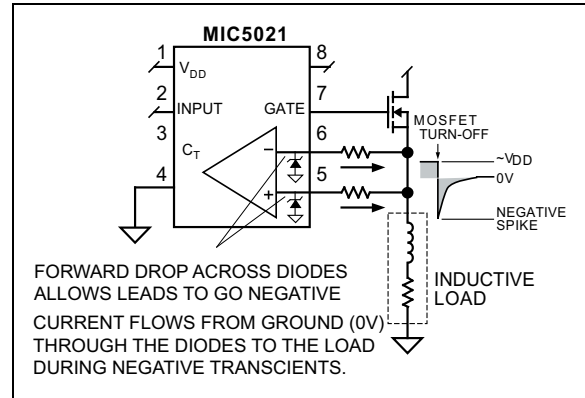 MIC5021
1
8
VDD
2
7
INPUT
GATE
MOSFET
TURN-OFF
3
6
CT
−
~VDD
0V
4
5
+
NEGATIVE
SPIKE
FORWARD DROP ACROSS DIODES
ALLOWS LEADS TO GO NEGATIVE
INDUCTIVE
LOAD
CURRENT FLOWS FROM GROUND (0V)
THROUGH THE DIODES TO THE LOAD
DURING NEGATIVE TRANSCIENTS.